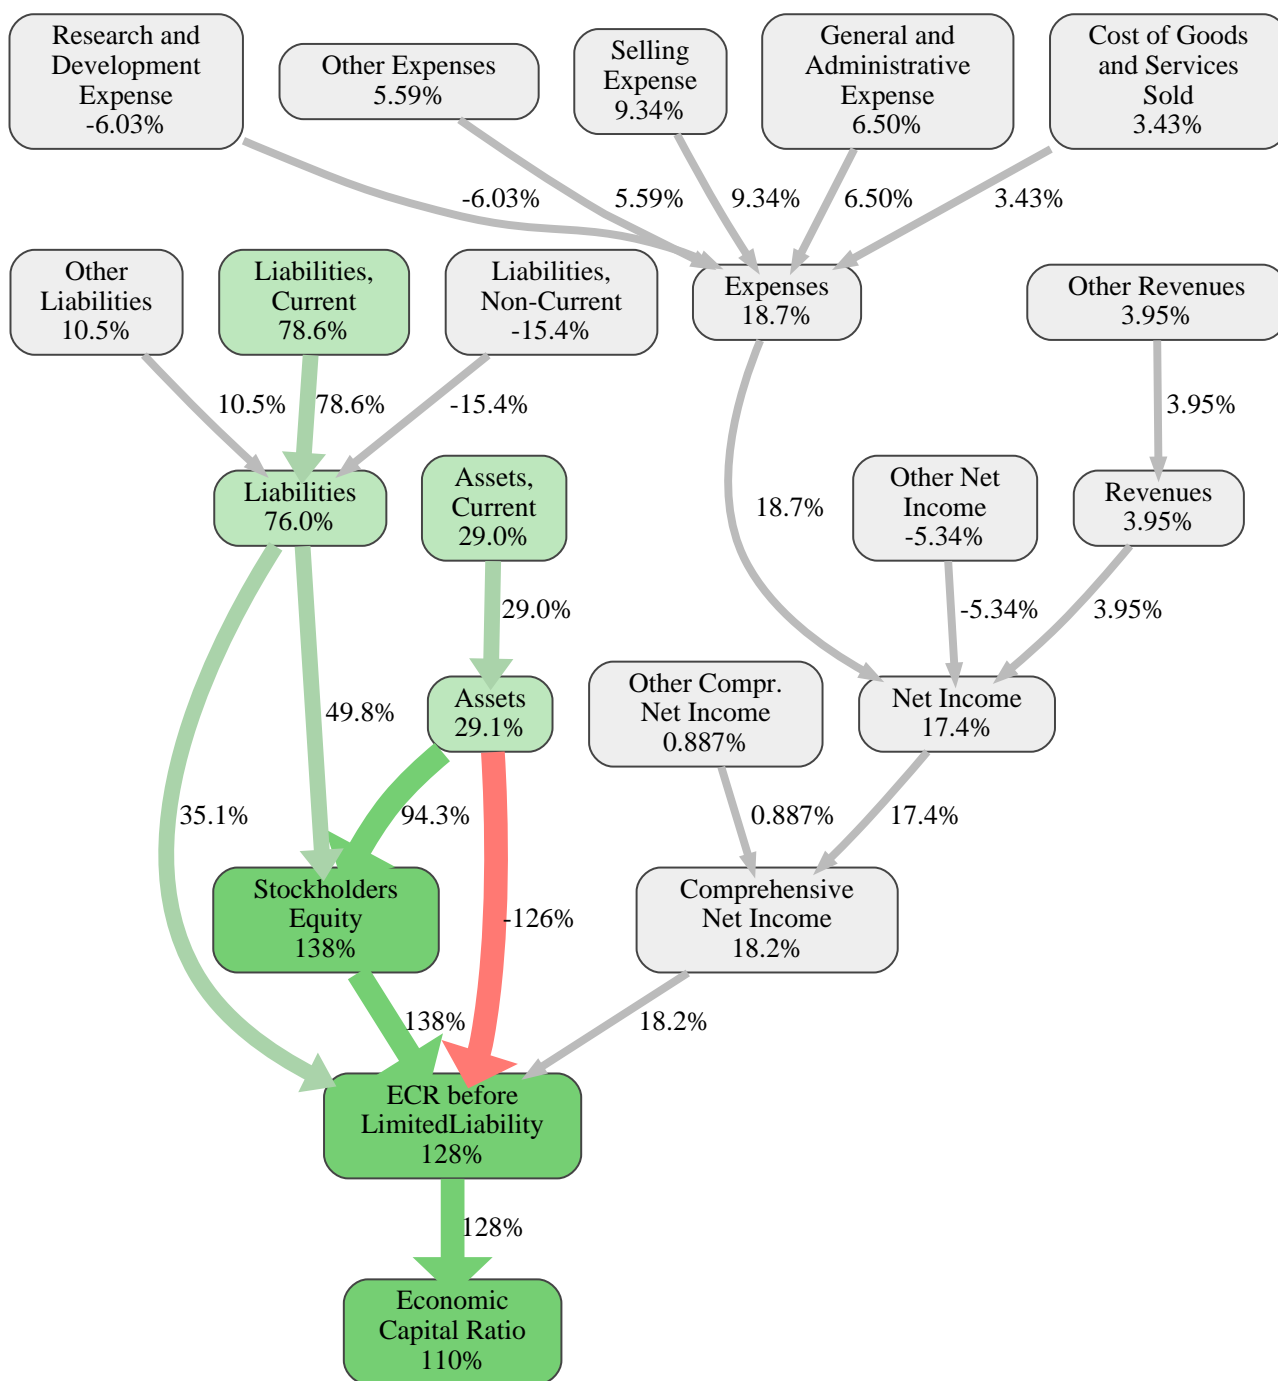 Research and
Development
Expense
-6.03%
Other Expenses
5.59%
Selling
Expense
9.34%
General and
Administrative
Expense
6.50%
Cost of Goods
and Services
Sold
3.43%
-6.03%
5.59%
9.34%
6.50%
3.43%
Other
Liabilities
10.5%
Liabilities,
Current
78.6%
Liabilities,
Non-Current
-15.4%
Expenses
18.7%
Other Revenues
3.95%
10.5%
78.6%
-15.4%
3.95%
Liabilities
76.0%
Assets,
Current
29.0%
18.7%
Other Net
Income
-5.34%
Revenues
3.95%
29.0%
-5.34%
3.95%
49.8%
Assets
29.1%
Other Compr.
Net Income
0.887%
Net Income
17.4%
35.1%
94.3%
0.887%
17.4%
Stockholders
Equity
138%
-126%
Comprehensive
Net Income
18.2%
138%
18.2%
ECR before
LimitedLiability
128%
128%
Economic
Capital Ratio
110%